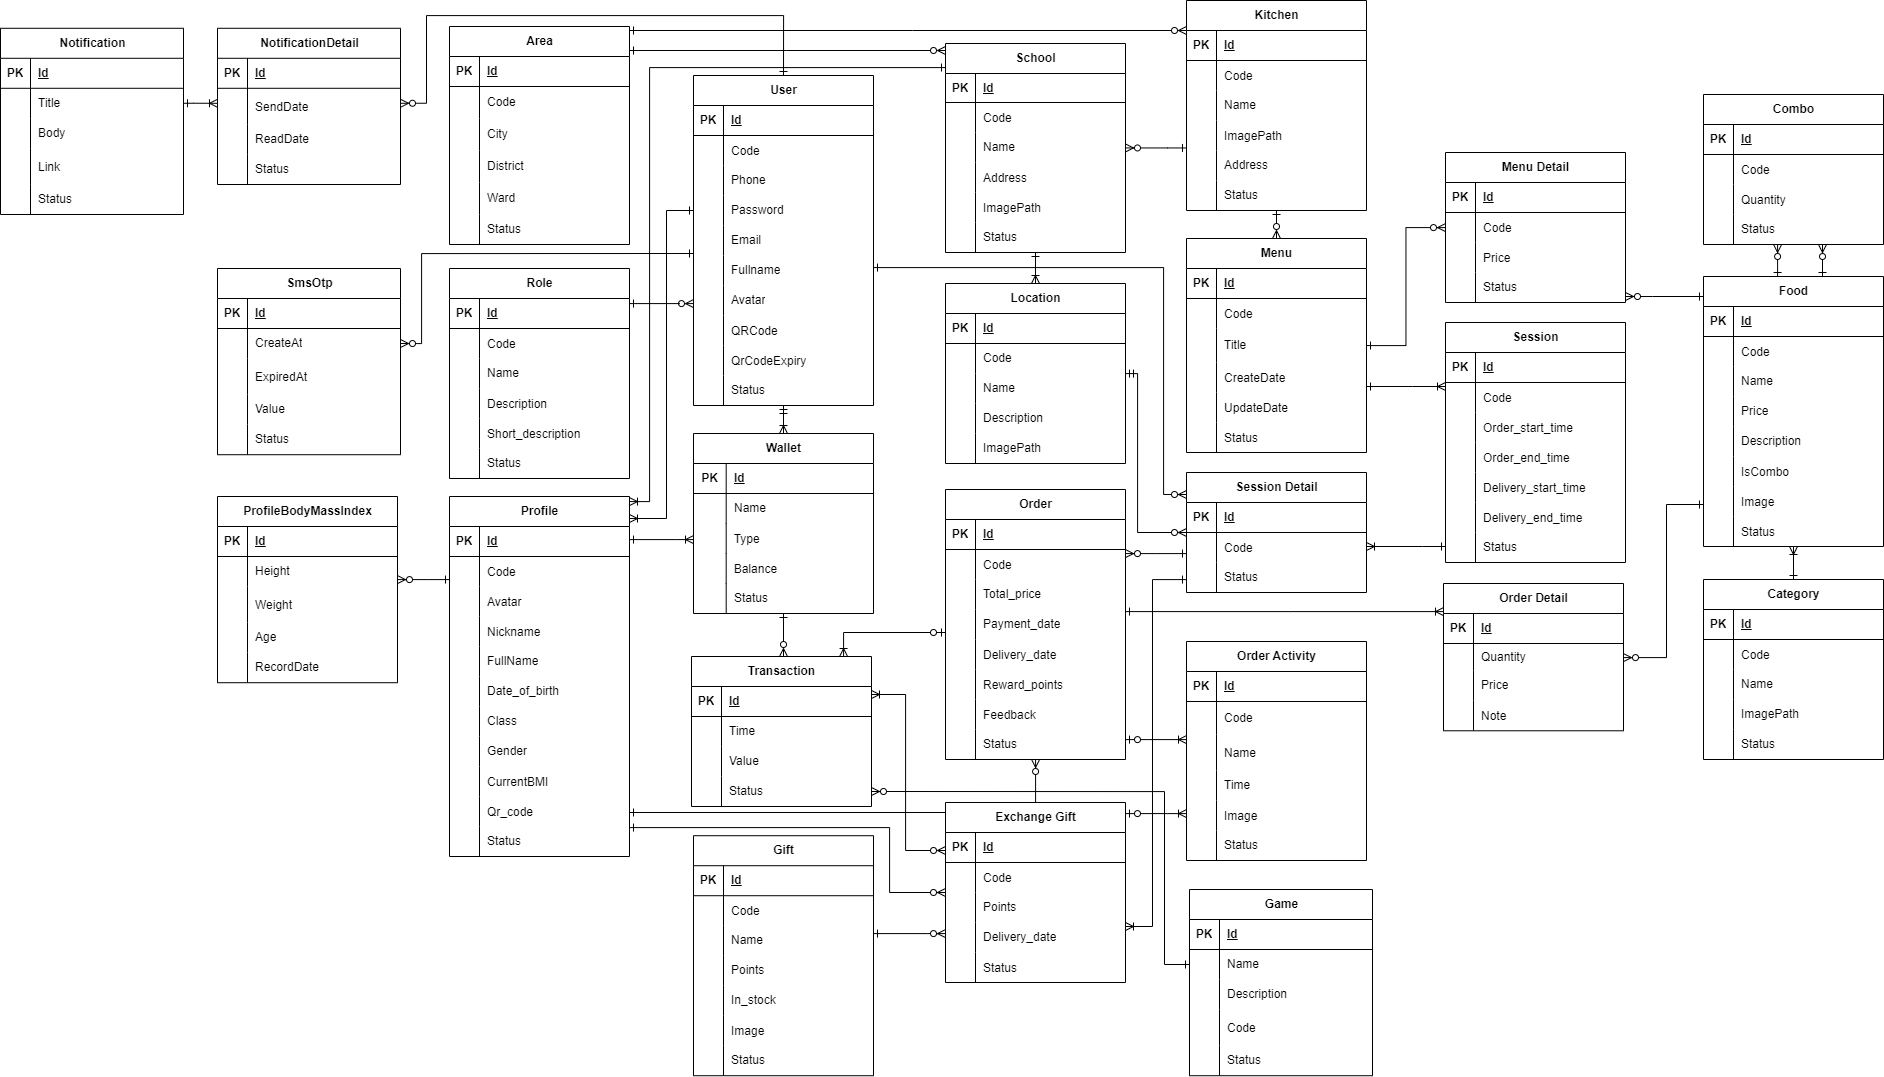 Notification
PK Id
Title
Body
Link
Status
NotificationDetail
PK Id
SendDate
ReadDate
Status
Area
PK Id
Code
City
District
Ward
Status
User
PK Id
Code
Phone
Password
Email
Fullname
Avatar
QRCode
QrCodeExpiry
Status
School
PK Id
Code
Name
Address
ImagePath
Status
Kitchen
PK Id
Code
Name
ImagePath
Address
Status
Combo
PK Id
Code
Quantity
Status
Menu Detail
PK Id
Code
Price
Status
SmsOtp
PK Id
CreateAt
ExpiredAt
Value
Status
Role
PK Id
Code
Name
Description
Short_description
Status
Location
PK Id
Code
Name
Description
ImagePath
Menu
PK Id
Code
Title
CreateDate
UpdateDate
Status
Session
PK Id
Code
Order_start_time
Order_end_time
Delivery_start_time
Delivery_end_time
Status
Food
PK Id
Code
Name
Price
Description
IsCombo
Image
Status
ProfileBodyMassIndex
PK Id
Height
Weight
Age
RecordDate
Profile
PK Id
Code
Avatar
Nickname
FullName
Date_of_birth
Class
Gender
CurrentBMI
Qr_code
Status
Wallet
PK Id
Name
Type
Balance
Status
Order
PK Id
Code
Total_price
Payment_date
Delivery_date
Reward_points
Feedback
Status
Session Detail
PK Id
Code
Status
Order Detail
PK Id
Quantity
Price
Note
Category
PK Id
Code
Name
ImagePath
Status
Transaction
PK Id
Time
Value
Status
Order Activity
PK Id
Code
Name
Time
Image
Status
Gift
PK Id
Code
Name
Points
In_stock
Image
Status
Exchange Gift
PK Id
Code
Points
Delivery_date
Status
Game
PK Id
Name
Description
Code
Status